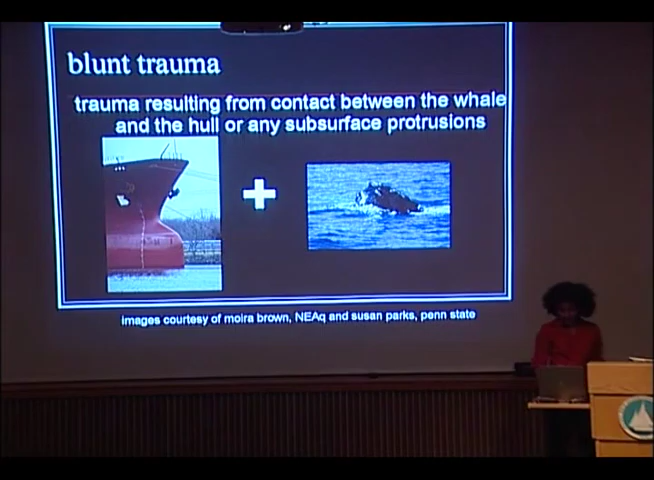 blunt trauma
trauma resulting from contact between the whale
and the hull or any subsurface protrusions
images courtesy of moira brown, NEAq and susan parks, penn state